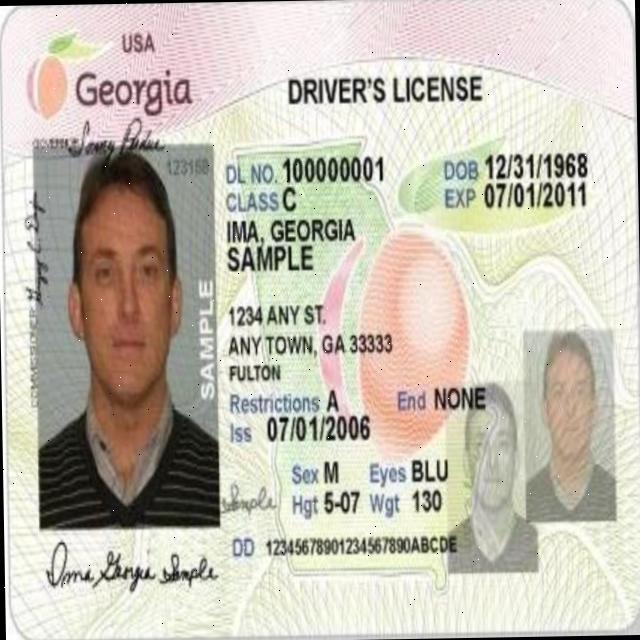 USA
Georgia
DRIVER'S LICENSE
Sonny Perdue
123168
DL NO. 100000001
DOB 12/31/1968
CLASS C
EXP 07/01/2011
IMA, GEORGIA
SAMPLE
SAMPLE
1234 ANY ST.
ANY TOWN, GA 33333
FULTON
Restrictions A End NONE
Iss 07/01/2006
Sex M Eyes BLU
Sample
Hgt 5-07 Wgt 130
DD 12345678901234567890ABCDE
Ima Georgia Sample